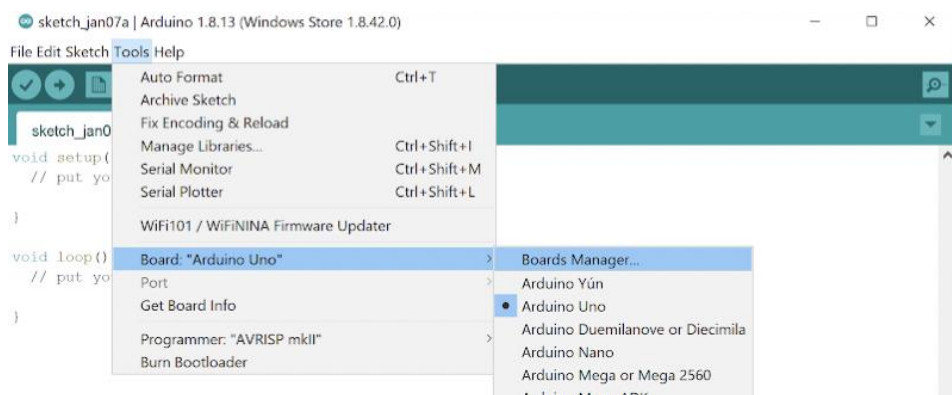 sketch_jan07a | Arduino 1.8.13 (Windows Store 1.8.42.0)
File Edit Sketch Tools Help
Auto Format Ctrl+T
Archive Sketch
Fix Encoding & Reload
Manage Libraries... Ctrl+Shift+I
Serial Monitor Ctrl+Shift+M
Serial Plotter Ctrl+Shift+L
WiFi101 / WiFiNINA Firmware Updater
Board: "Arduino Uno"
Port
Get Board Info
Programmer: "AVRISP mkII"
Burn Bootloader
sketch_jan0
void setup(
// put yo
}
void loop()
// put yo
}
Boards Manager...
Arduino Yún
Arduino Uno
Arduino Duemilanove or Diecimila
Arduino Nano
Arduino Mega or Mega 2560